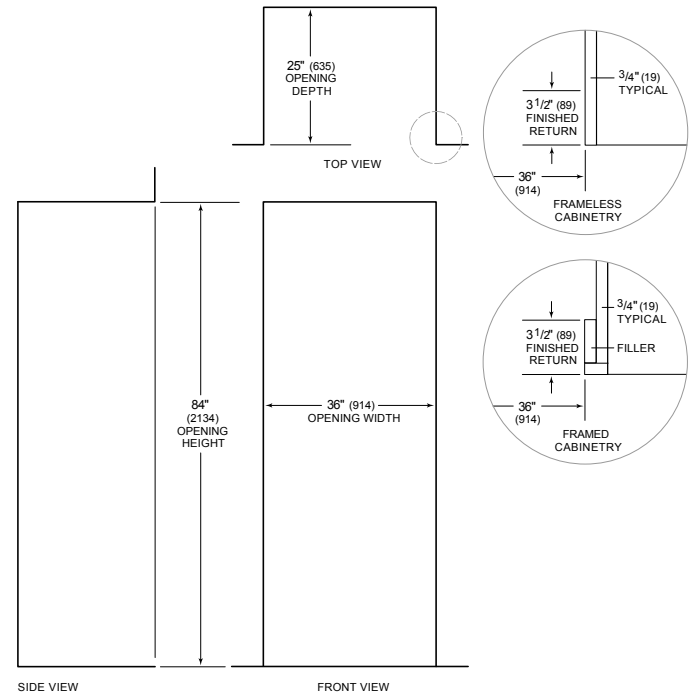 25" (635)
OPENING
DEPTH
TOP VIEW
3/4" (19)
TYPICAL
3 1/2" (89)
FINISHED
RETURN
36"
(914)
FRAMELESS
CABINETRY
3/4" (19)
TYPICAL
3 1/2" (89)
FINISHED
RETURN
FILLER
36"
(914)
FRAMED
CABINETRY
84"
(2134)
OPENING
HEIGHT
36" (914)
OPENING WIDTH
SIDE VIEW
FRONT VIEW